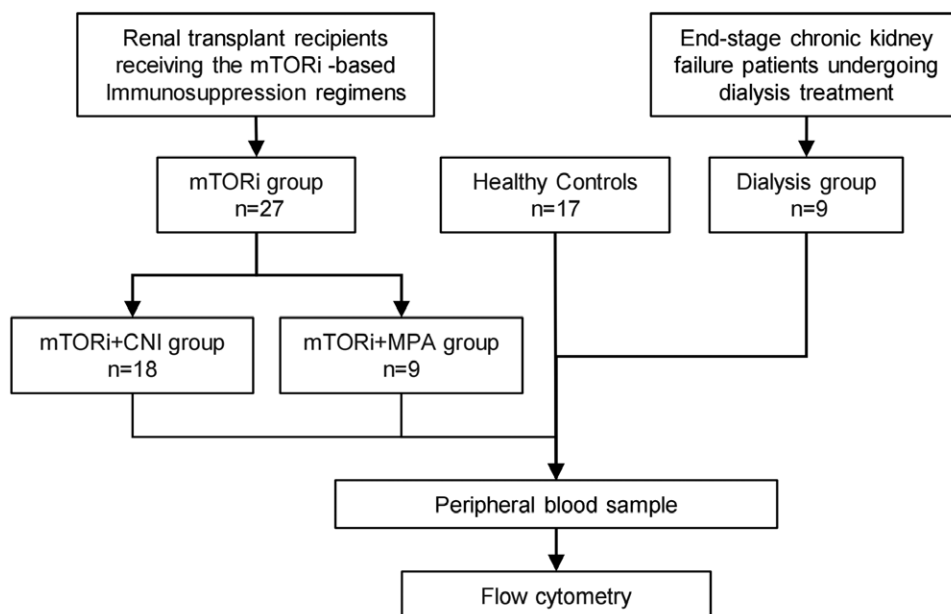 Renal transplant recipients
receiving the mTORi -based
Immunosuppression regimens
End-stage chronic kidney
failure patients undergoing
dialysis treatment
mTORi group
n=27
Healthy Controls
n=17
Dialysis group
n=9
mTORi+CNI group
n=18
mTORi+MPA group
n=9
Peripheral blood sample
Flow cytometry